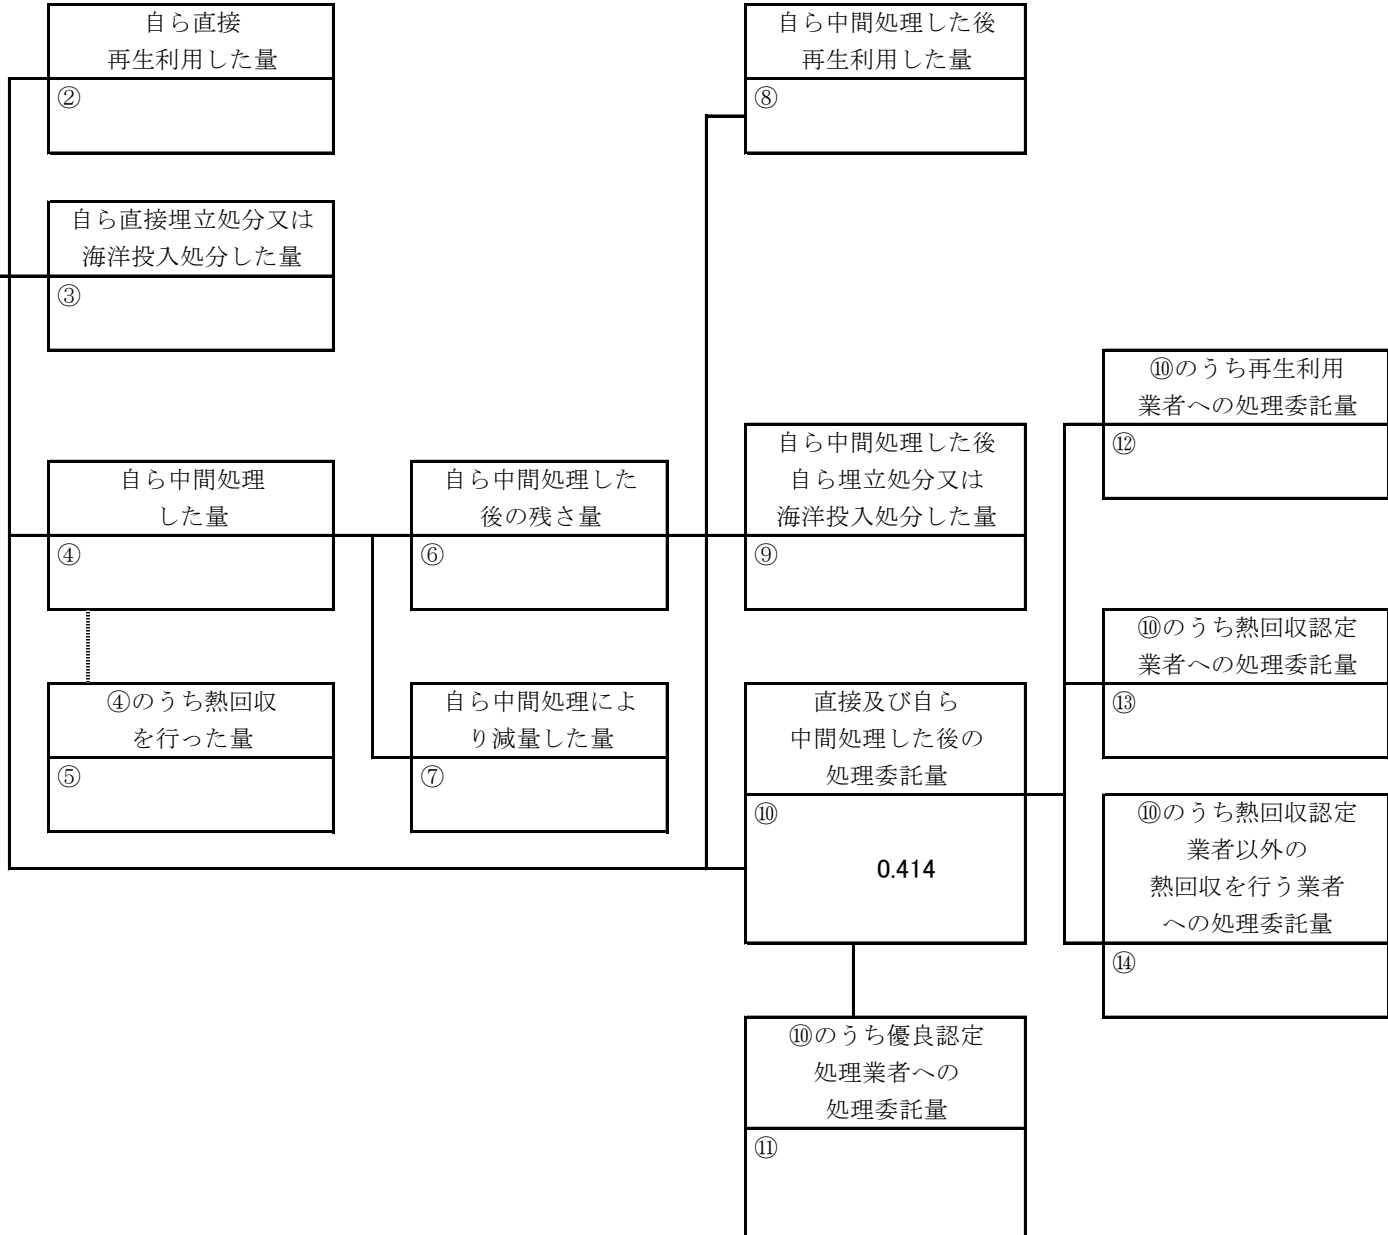 自ら直接
再生利用した量
②
自ら中間処理した後
再生利用した量
⑧
自ら直接埋立処分又は
海洋投入処分した量
③
⑩のうち再生利用
業者への処理委託量
⑫
自ら中間処理
した量
④
自ら中間処理した
後の残さ量
⑥
自ら中間処理した後
自ら埋立処分又は
海洋投入処分した量
⑨
⑩のうち熱回収認定
業者への処理委託量
⑬
④のうち熱回収
を行った量
⑤
自ら中間処理によ
り減量した量
⑦
直接及び自ら
中間処理した後の
処理委託量
⑩
0.414
⑩のうち熱回収認定
業者以外の
熱回収を行う業者
への処理委託量
⑭
⑩のうち優良認定
処理業者への
処理委託量
⑪